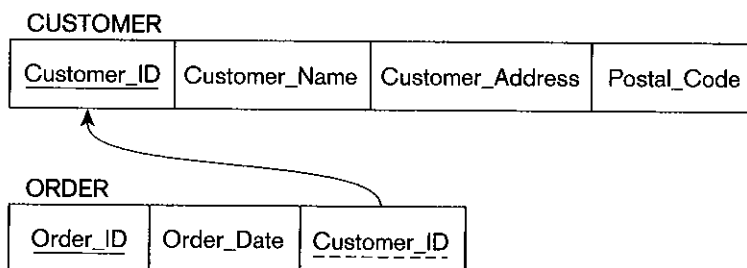 CUSTOMER
Customer_ID Customer_Name Customer_Address Postal_Code
ORDER
Order_ID Order_Date Customer_ID